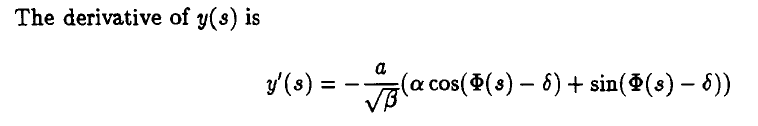 The derivative of y(s) is
y′(s) = −a/√β (α cos(Φ(s) − δ) + sin(Φ(s) − δ))